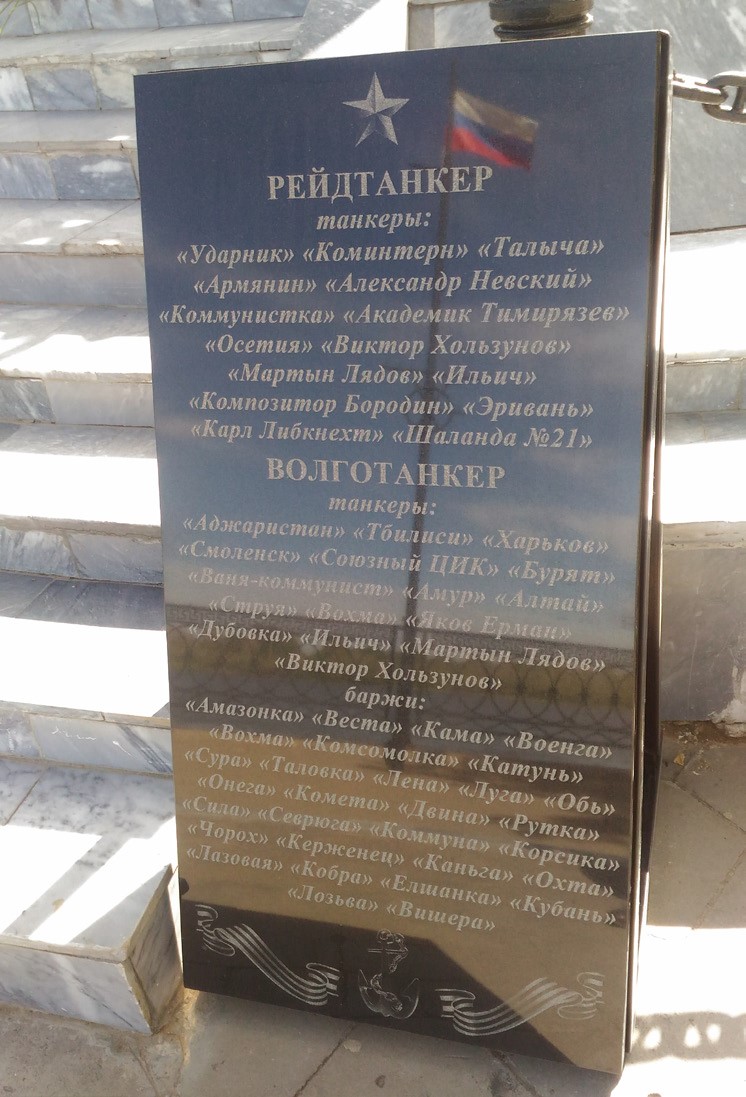 РЕЙДТАНКЕР
танкеры:
«Ударник» «Коминтерн» «Талыча»
«Армянин» «Александр Невский»
«Коммунистка» «Академик Тимирязев»
«Осетия» «Виктор Хользунов»
«Мартын Лядов» «Ильич»
«Композитор Бородин» «Эривань»
«Карл Либкнехт» «Шаланда №21»
ВОЛГОТАНКЕР
танкеры:
«Аджаристан» «Тбилиси» «Харьков»
«Смоленск» «Союзный ЦИК» «Бурят»
«Ваня-коммунист» «Амур» «Алтай»
«Струя» «Вохма» «Яков Ерман»
«Дубовка» «Ильич» «Мартын Лядов»
«Виктор Хользунов»
баржи:
«Амазонка» «Веста» «Кама» «Военга»
«Вохма» «Комсомолка» «Катунь»
«Сура» «Таловка» «Лена» «Луга» «Обь»
«Онега» «Комета» «Двина» «Рутка»
«Сила» «Севрюга» «Коммуна» «Корсика»
«Чорох» «Керженец» «Каньга» «Охта»
«Лазовая» «Кобра» «Елшанка» «Кубань»
«Лозьва» «Вишера»